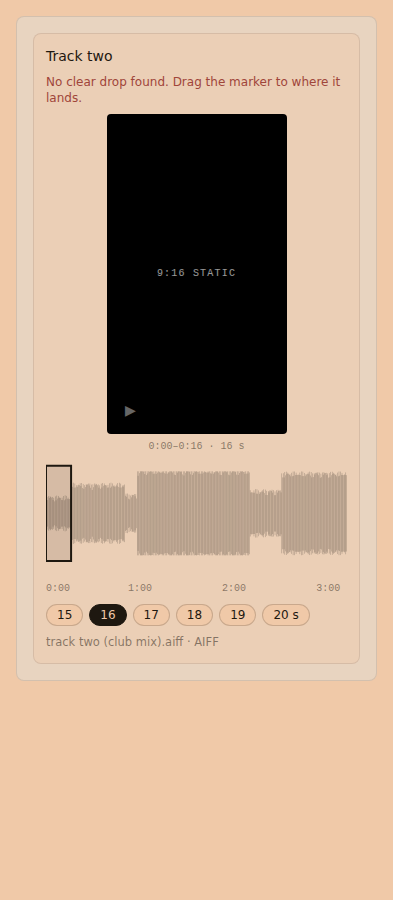 Track two
No clear drop found. Drag the marker to where it
lands.
9:16 STATIC
0:00–0:16 · 16 s
0:00 1:00 2:00 3:00
15 16 17 18 19 20 s
track two (club mix).aiff · AIFF